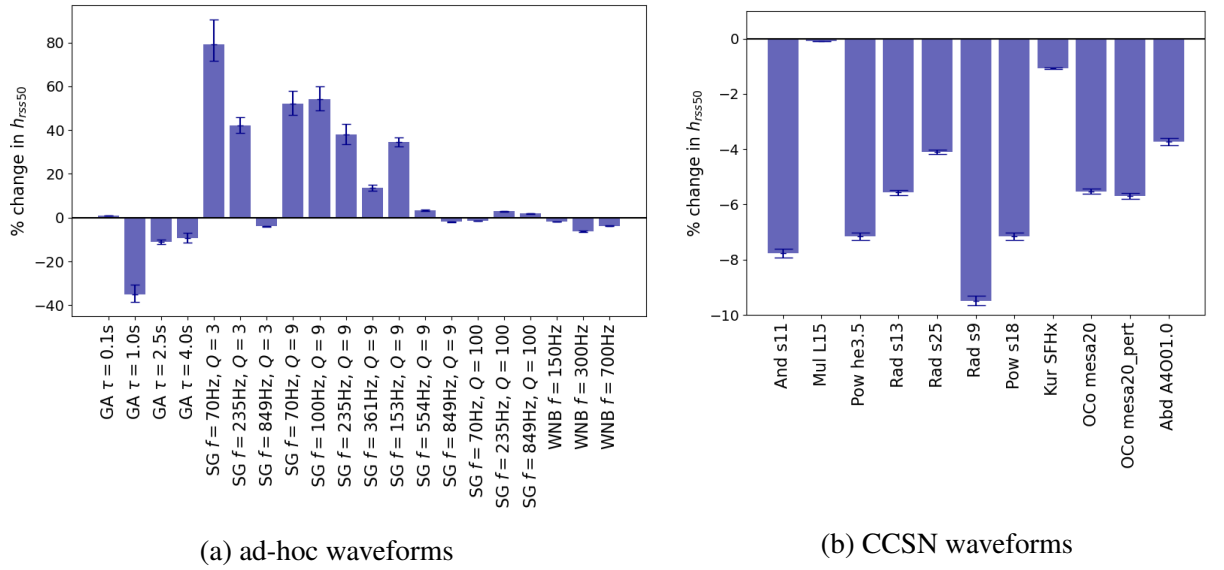 % change in h_rss50
80
60
40
20
0
−20
−40
GA τ = 0.1s
GA τ = 1.0s
GA τ = 2.5s
GA τ = 4.0s
SG f = 70Hz, Q = 3
SG f = 235Hz, Q = 3
SG f = 849Hz, Q = 3
SG f = 70Hz, Q = 9
SG f = 100Hz, Q = 9
SG f = 235Hz, Q = 9
SG f = 361Hz, Q = 9
SG f = 153Hz, Q = 9
SG f = 554Hz, Q = 9
SG f = 849Hz, Q = 9
SG f = 70Hz, Q = 100
SG f = 235Hz, Q = 100
SG f = 849Hz, Q = 100
WNB f = 150Hz
WNB f = 300Hz
WNB f = 700Hz
(a) ad-hoc waveforms
% change in h_rss50
0
−2
−4
−6
−8
−10
And s11
Mul L15
Pow he3.5
Rad s13
Rad s25
Rad s9
Pow s18
Kur SFHx
OCo mesa20
OCo mesa20_pert
Abd A4O01.0
(b) CCSN waveforms